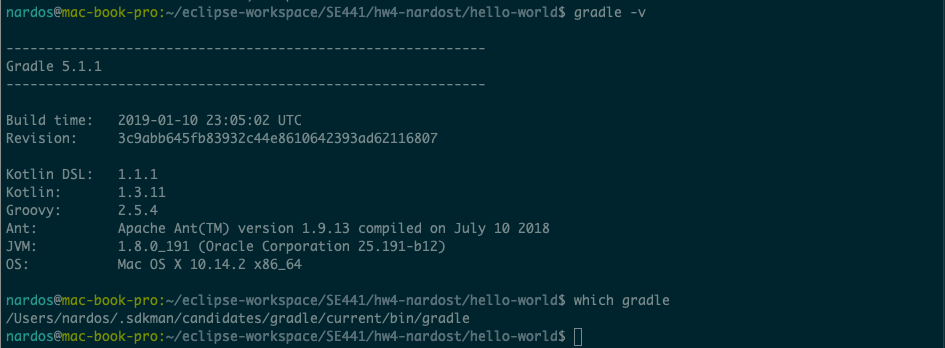 nardos@mac-book-pro:~/eclipse-workspace/SE441/hw4-nardost/hello-world$ gradle -v
------------------------------------------------------------
Gradle 5.1.1
------------------------------------------------------------
Build time:   2019-01-10 23:05:02 UTC
Revision:     3c9abb645fb83932c44e8610642393ad62116807
Kotlin DSL:   1.1.1
Kotlin:       1.3.11
Groovy:       2.5.4
Ant:          Apache Ant(TM) version 1.9.13 compiled on July 10 2018
JVM:          1.8.0_191 (Oracle Corporation 25.191-b12)
OS:           Mac OS X 10.14.2 x86_64
nardos@mac-book-pro:~/eclipse-workspace/SE441/hw4-nardost/hello-world$ which gradle
/Users/nardos/.sdkman/candidates/gradle/current/bin/gradle
nardos@mac-book-pro:~/eclipse-workspace/SE441/hw4-nardost/hello-world$